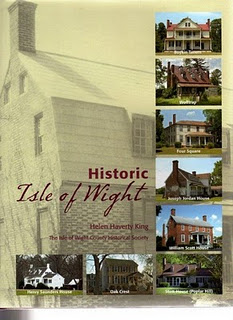 Historic
Isle of Wight
Helen Haverty King
The Isle of Wight County Historical Society
Four Square
Joseph Jordan House
William Scott House
Henry Saunders House
Oak Crest